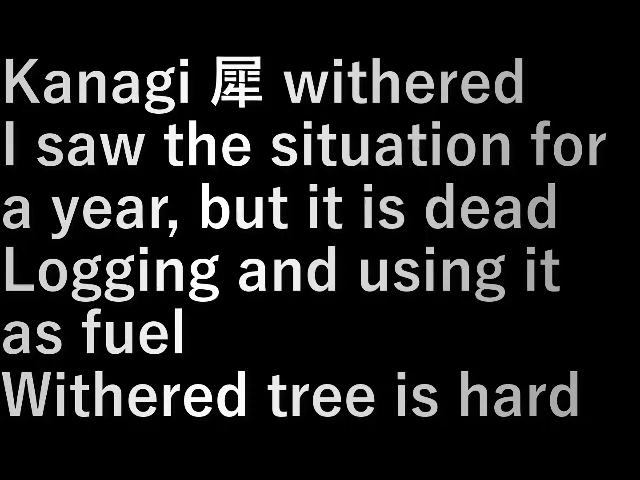 Kanagi 犀 withered
I saw the situation for
a year, but it is dead
Logging and using it
as fuel
Withered tree is hard